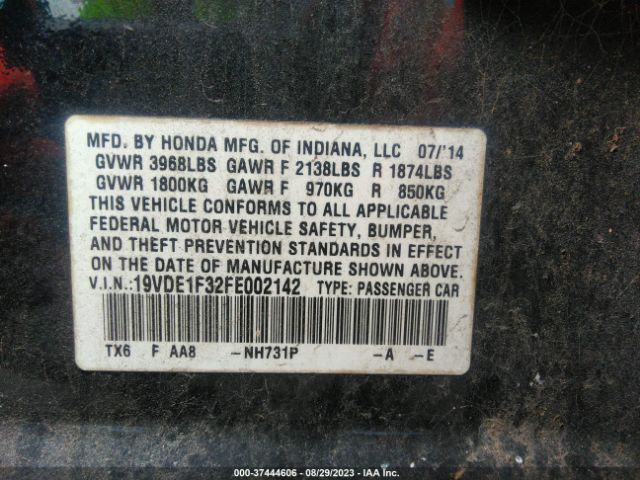 MFD. BY HONDA MFG. OF INDIANA, LLC 07/'14
GVWR 3968LBS GAWR F 2138LBS R 1874LBS
GVWR 1800KG GAWR F 970KG R 850KG
THIS VEHICLE CONFORMS TO ALL APPLICABLE
FEDERAL MOTOR VEHICLE SAFETY, BUMPER,
AND THEFT PREVENTION STANDARDS IN EFFECT
ON THE DATE OF MANUFACTURE SHOWN ABOVE.
V.I.N.:19VDE1F32FE002142 TYPE: PASSENGER CAR
TX6 F AA8 -NH731P -A -E
000-37444606 - 08/29/2023 - IAA Inc.